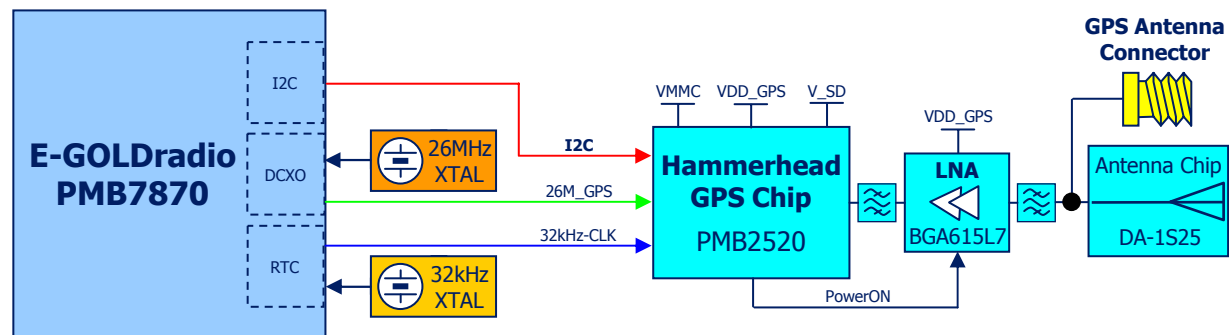 E-GOLDradio
PMB7870
I2C
DCXO
RTC
26MHz
XTAL
32kHz
XTAL
I2C
26M_GPS
32kHz-CLK
VMMC
VDD_GPS
V_SD
Hammerhead
GPS Chip
PMB2520
PowerON
VDD_GPS
LNA
BGA615L7
GPS Antenna
Connector
Antenna Chip
DA-1S25